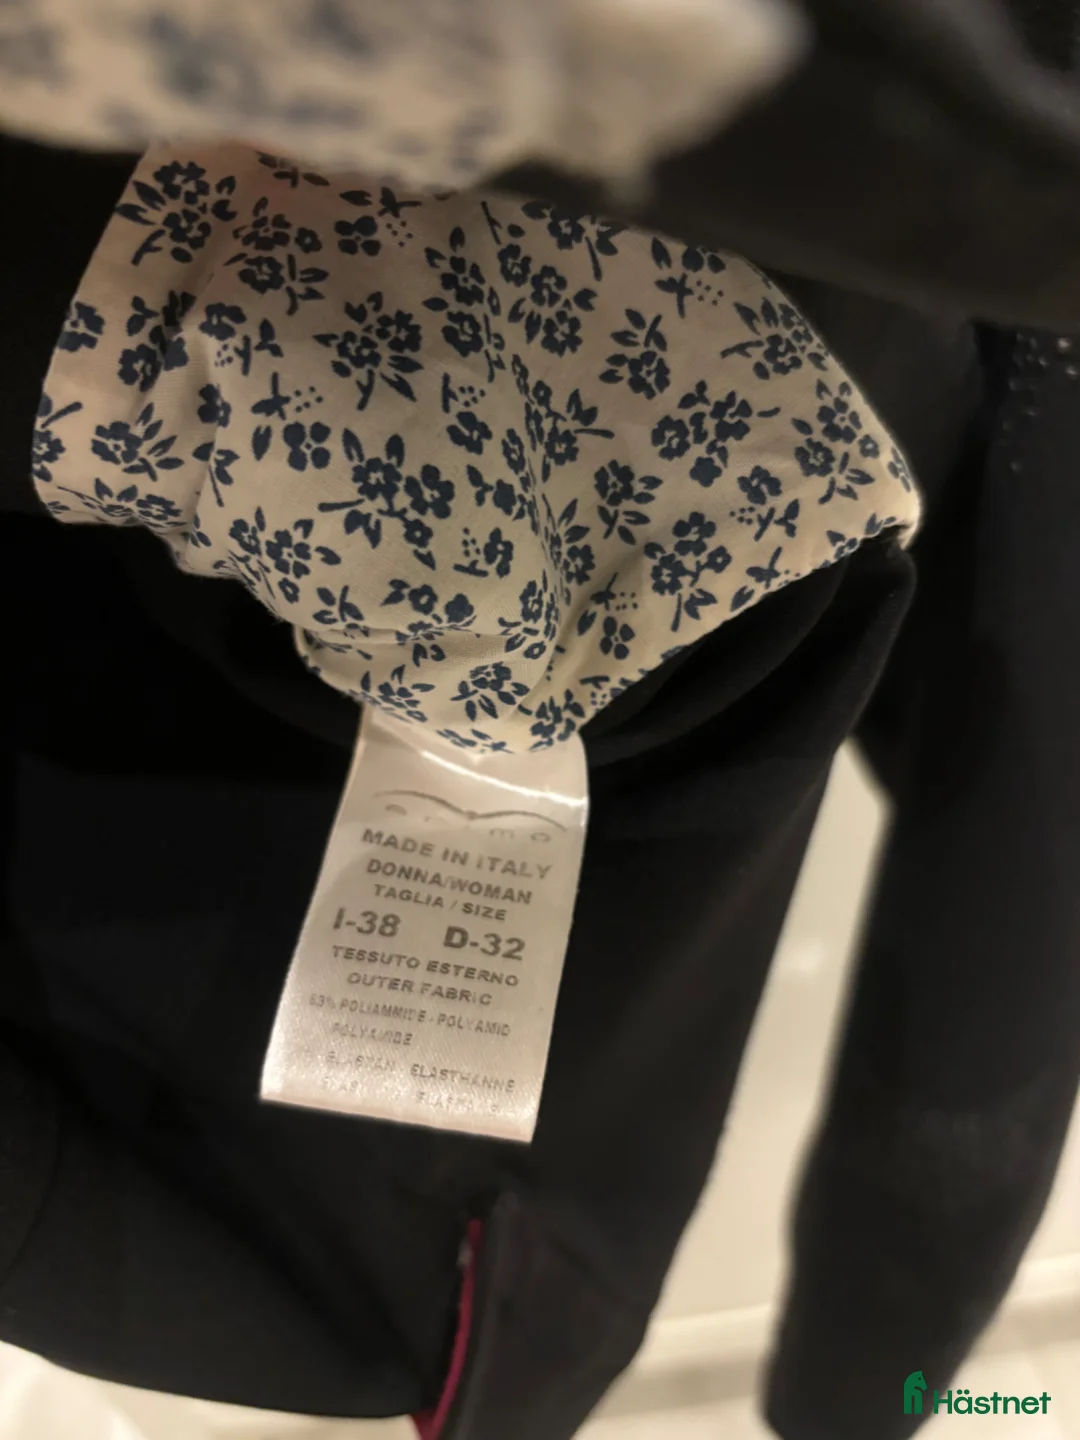 MADE IN ITALY
DONNA/WOMAN
TAGLIA / SIZE
I-38 D-32
TESSUTO ESTERNO
OUTER FABRIC
63% POLIAMMIDE - POLYAMID
POLYAMIDE
ELASTAN ELASTHANNE
Hästnet